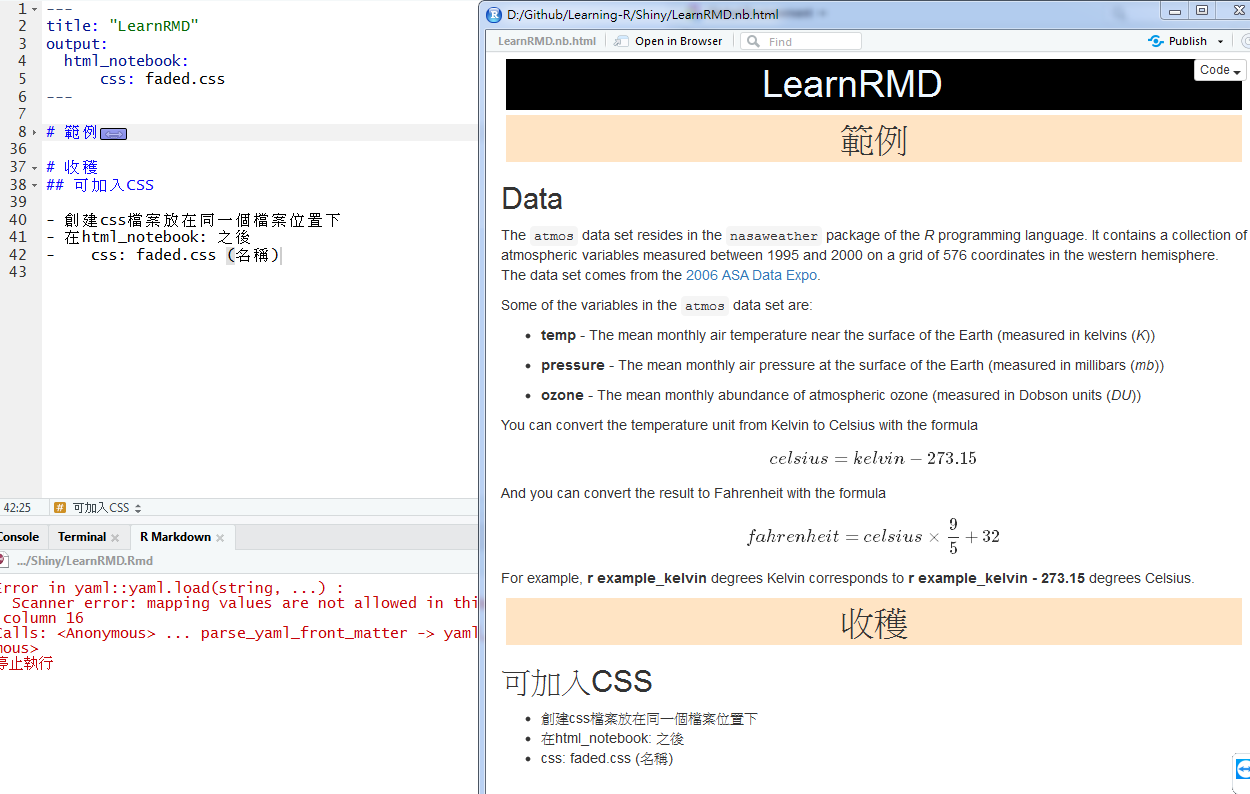 1 ---
2 title: "LearnRMD"
3 output:
4 html_notebook:
5 css: faded.css
6 ---
7
8 # 範例
36
37 # 收穫
38 ## 可加入CSS
39
40 - 創建css檔案放在同一個檔案位置下
41 - 在html_notebook: 之後
42 - css: faded.css (名稱)
43
42:25 # 可加入CSS
Console Terminal R Markdown
.../Shiny/LearnRMD.Rmd
Error in yaml::yaml.load(string, ...) :
Scanner error: mapping values are not allowed in thi
column 16
Calls: <Anonymous> ... parse_yaml_front_matter -> yaml
mous>
停止執行
D:/Github/Learning-R/Shiny/LearnRMD.nb.html
LearnRMD.nb.html Open in Browser Find Publish
Code
LearnRMD
範例
Data
The atmos data set resides in the nasaweather package of the R programming language. It contains a collection of
atmospheric variables measured between 1995 and 2000 on a grid of 576 coordinates in the western hemisphere.
The data set comes from the 2006 ASA Data Expo.
Some of the variables in the atmos data set are:
• temp - The mean monthly air temperature near the surface of the Earth (measured in kelvins (K))
• pressure - The mean monthly air pressure at the surface of the Earth (measured in millibars (mb))
• ozone - The mean monthly abundance of atmospheric ozone (measured in Dobson units (DU))
You can convert the temperature unit from Kelvin to Celsius with the formula
celsius = kelvin − 273.15
And you can convert the result to Fahrenheit with the formula
fahrenheit = celsius × 9/5 + 32
For example, r example_kelvin degrees Kelvin corresponds to r example_kelvin - 273.15 degrees Celsius.
收穫
可加入CSS
• 創建css檔案放在同一個檔案位置下
• 在html_notebook: 之後
• css: faded.css (名稱)